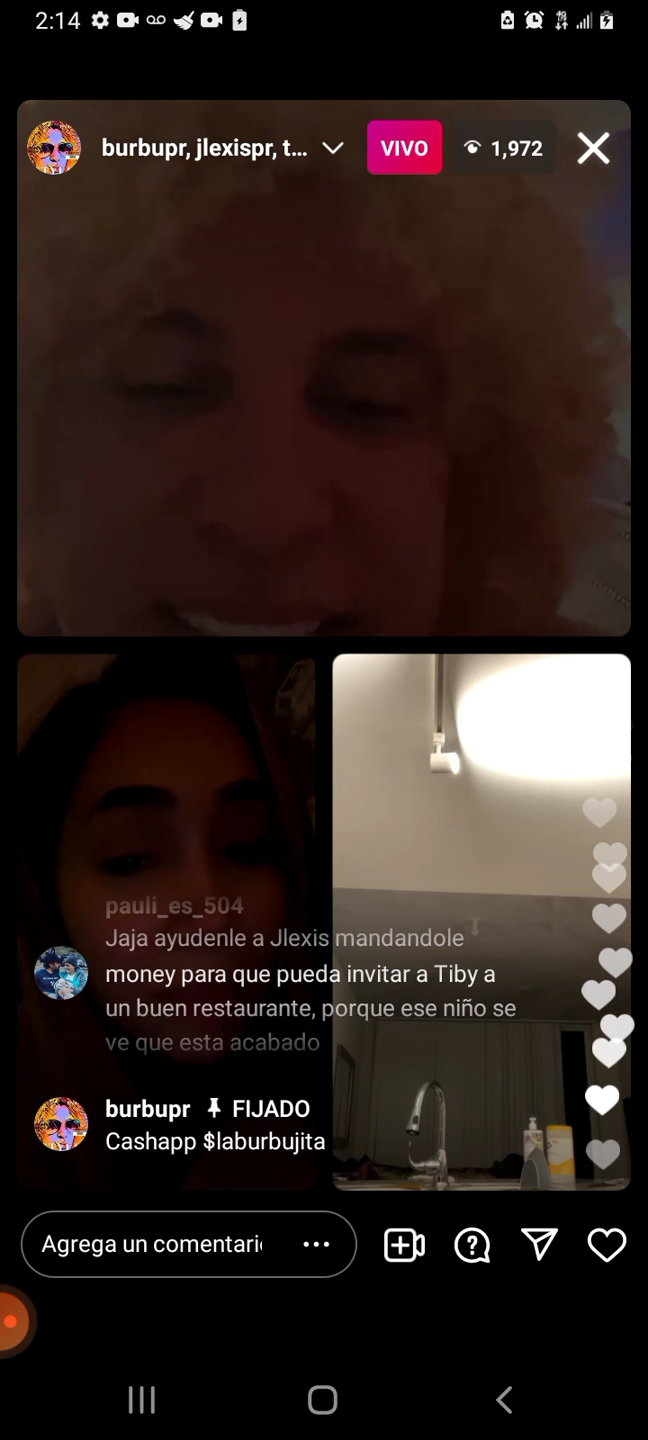 2:14
burbupr, jlexispr, t...
VIVO
1,972
pauli_es_504
Jaja ayudenle a Jlexis mandandole
money para que pueda invitar a Tiby a
un buen restaurante, porque ese niño se
ve que esta acabado
burbupr FIJADO
Cashapp $laburbujita
Agrega un comentari